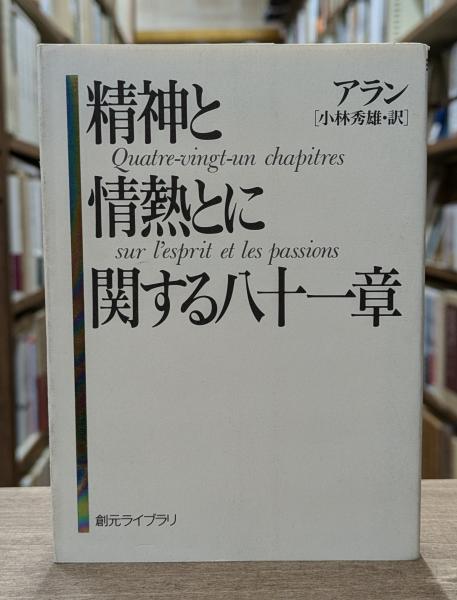 アラン
[小林秀雄・訳]
精神と
Quatre-vingt-un chapitres
情熱とに
sur l'esprit et les passions
関する八十一章
創元ライブラリ